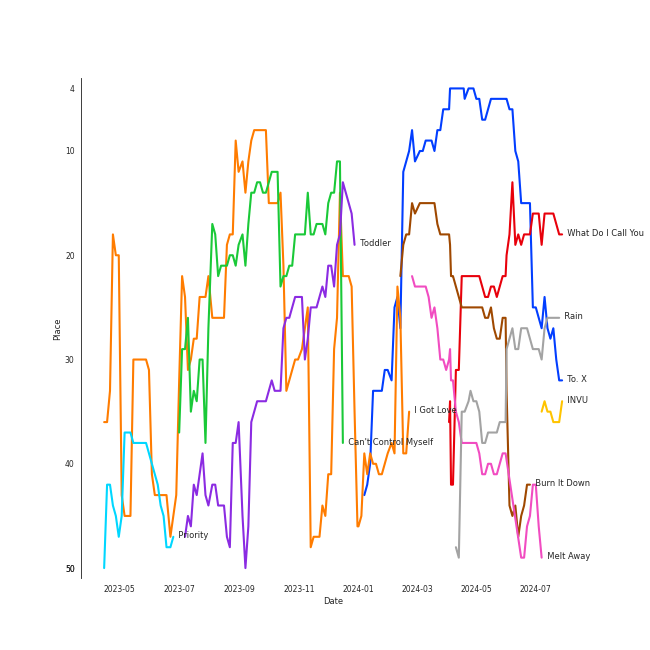 4
10
20
30
40
50
Place
What Do I Call You
Toddler
Rain
To. X
INVU
I Got Love
Can't Control Myself
Burn It Down
Priority
Melt Away
2023-05 2023-07 2023-09 2023-11 2024-01 2024-03 2024-05 2024-07
Date